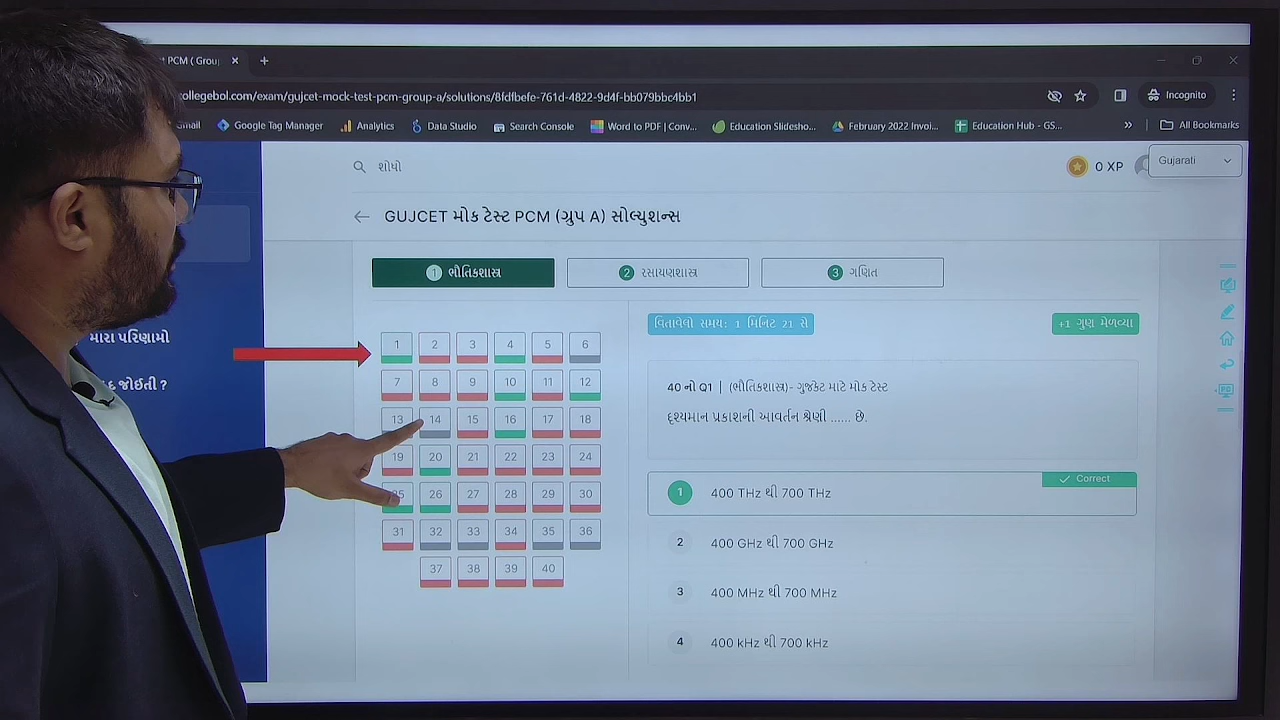 PCM ( Grou
collegebol.com/exam/gujcet-mock-test-pcm-group-a/solutions/8fdfbefe-761d-4822-9d4f-bb079bbc4bb1
Incognito
Gmail
Google Tag Manager
Analytics
Data Studio
Search Console
Word to PDF | Conv...
Education Slidesho...
February 2022 Invoi...
Education Hub - GS...
All Bookmarks
શોધો
0 XP
Gujarati
GUJCET મોક ટેસ્ટ PCM (ગ્રુપ A) સોલ્યુશન્સ
1 ભૌતિકશાસ્ત્ર
2 રસાયણશાસ્ત્ર
3 ગણિત
મારા પરિણામો
જોઈતી ?
1 2 3 4 5 6
7 8 9 10 11 12
13 14 15 16 17 18
19 20 21 22 23 24
25 26 27 28 29 30
31 32 33 34 35 36
37 38 39 40
વિતાવેલો સમય: 1 મિનિટ 21 સે
+1 ગુણ મેળવ્યા
40 નો Q1 | (ભૌતિકશાસ્ત્ર)- ગુજકેટ માટે મોક ટેસ્ટ
દૃશ્યમાન પ્રકાશની આવર્તન શ્રેણી ...... છે.
Correct
1 400 THz થી 700 THz
2 400 GHz થી 700 GHz
3 400 MHz થી 700 MHz
4 400 kHz થી 700 kHz
PC